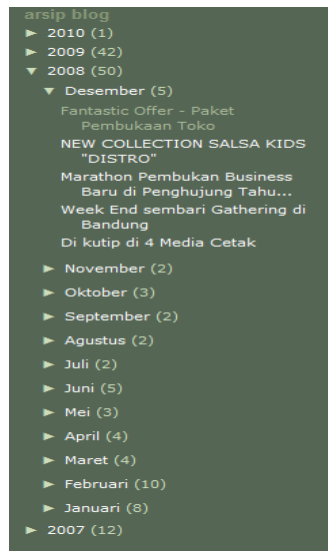 arsip blog
► 2010 (1)
► 2009 (42)
▼ 2008 (50)
▼ Desember (5)
Fantastic Offer - Paket
Pembukaan Toko
NEW COLLECTION SALSA KIDS
"DISTRO"
Marathon Pembukan Business
Baru di Penghujung Tahu...
Week End sembari Gathering di
Bandung
Di kutip di 4 Media Cetak
► November (2)
► Oktober (3)
► September (2)
► Agustus (2)
► Juli (2)
► Juni (5)
► Mei (3)
► April (4)
► Maret (4)
► Februari (10)
► Januari (8)
► 2007 (12)